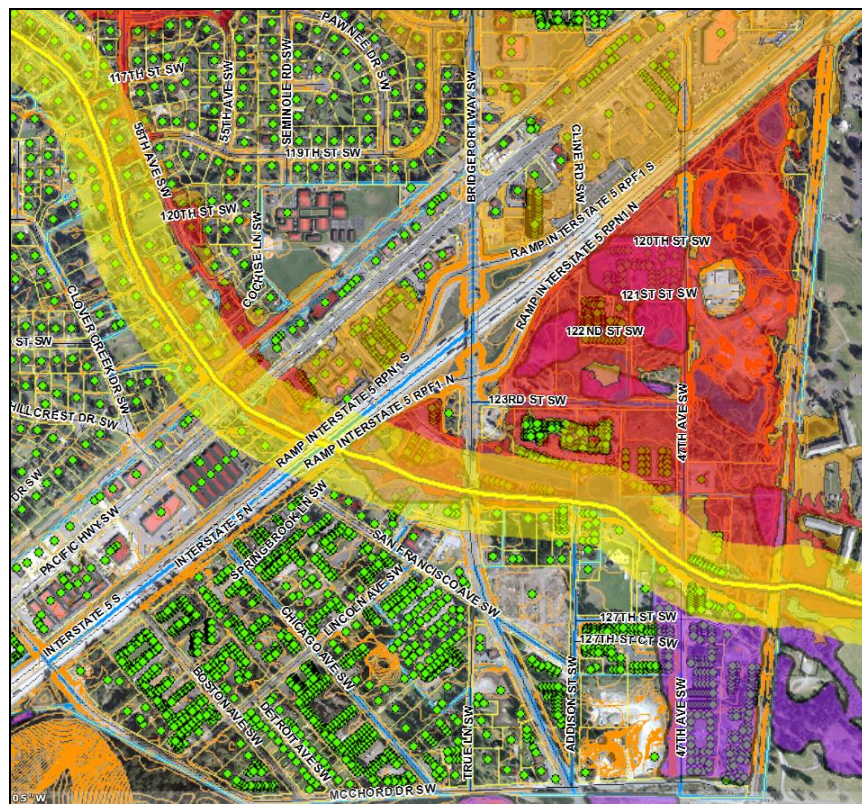 PAWNEE DR SW
117TH ST SW
55TH AVE SW
SEMINOLE RD SW
BRIDGEPORT WAY SW
58TH AVE SW
119TH ST SW
CLINE RD SW
120TH ST SW
COCHISE LN SW
RAMP INTERSTATE 5 RPF1 S
RAMP INTERSTATE 5 RPN1 N
120TH ST SW
121ST ST SW
122ND ST SW
CLOVER CREEK DR SW
ST SW
HILLCREST DR SW
RAMP INTERSTATE 5 RPN1 S
RAMP INTERSTATE 5 RPF1 N
123RD ST SW
47TH AVE SW
DR SW
PACIFIC HWY SW
INTERSTATE 5 N
SPRINGBROOK LN SW
SAN FRANCISCO AVE SW
INTERSTATE 5 S
LINCOLN AVE SW
CHICAGO AVE SW
127TH ST SW
127TH ST CT SW
BOSTON AVE SW
DETROIT AVE SW
TRUE LN SW
ADDISON ST SW
47TH AVE SW
MCCHORD DR SW
05" W